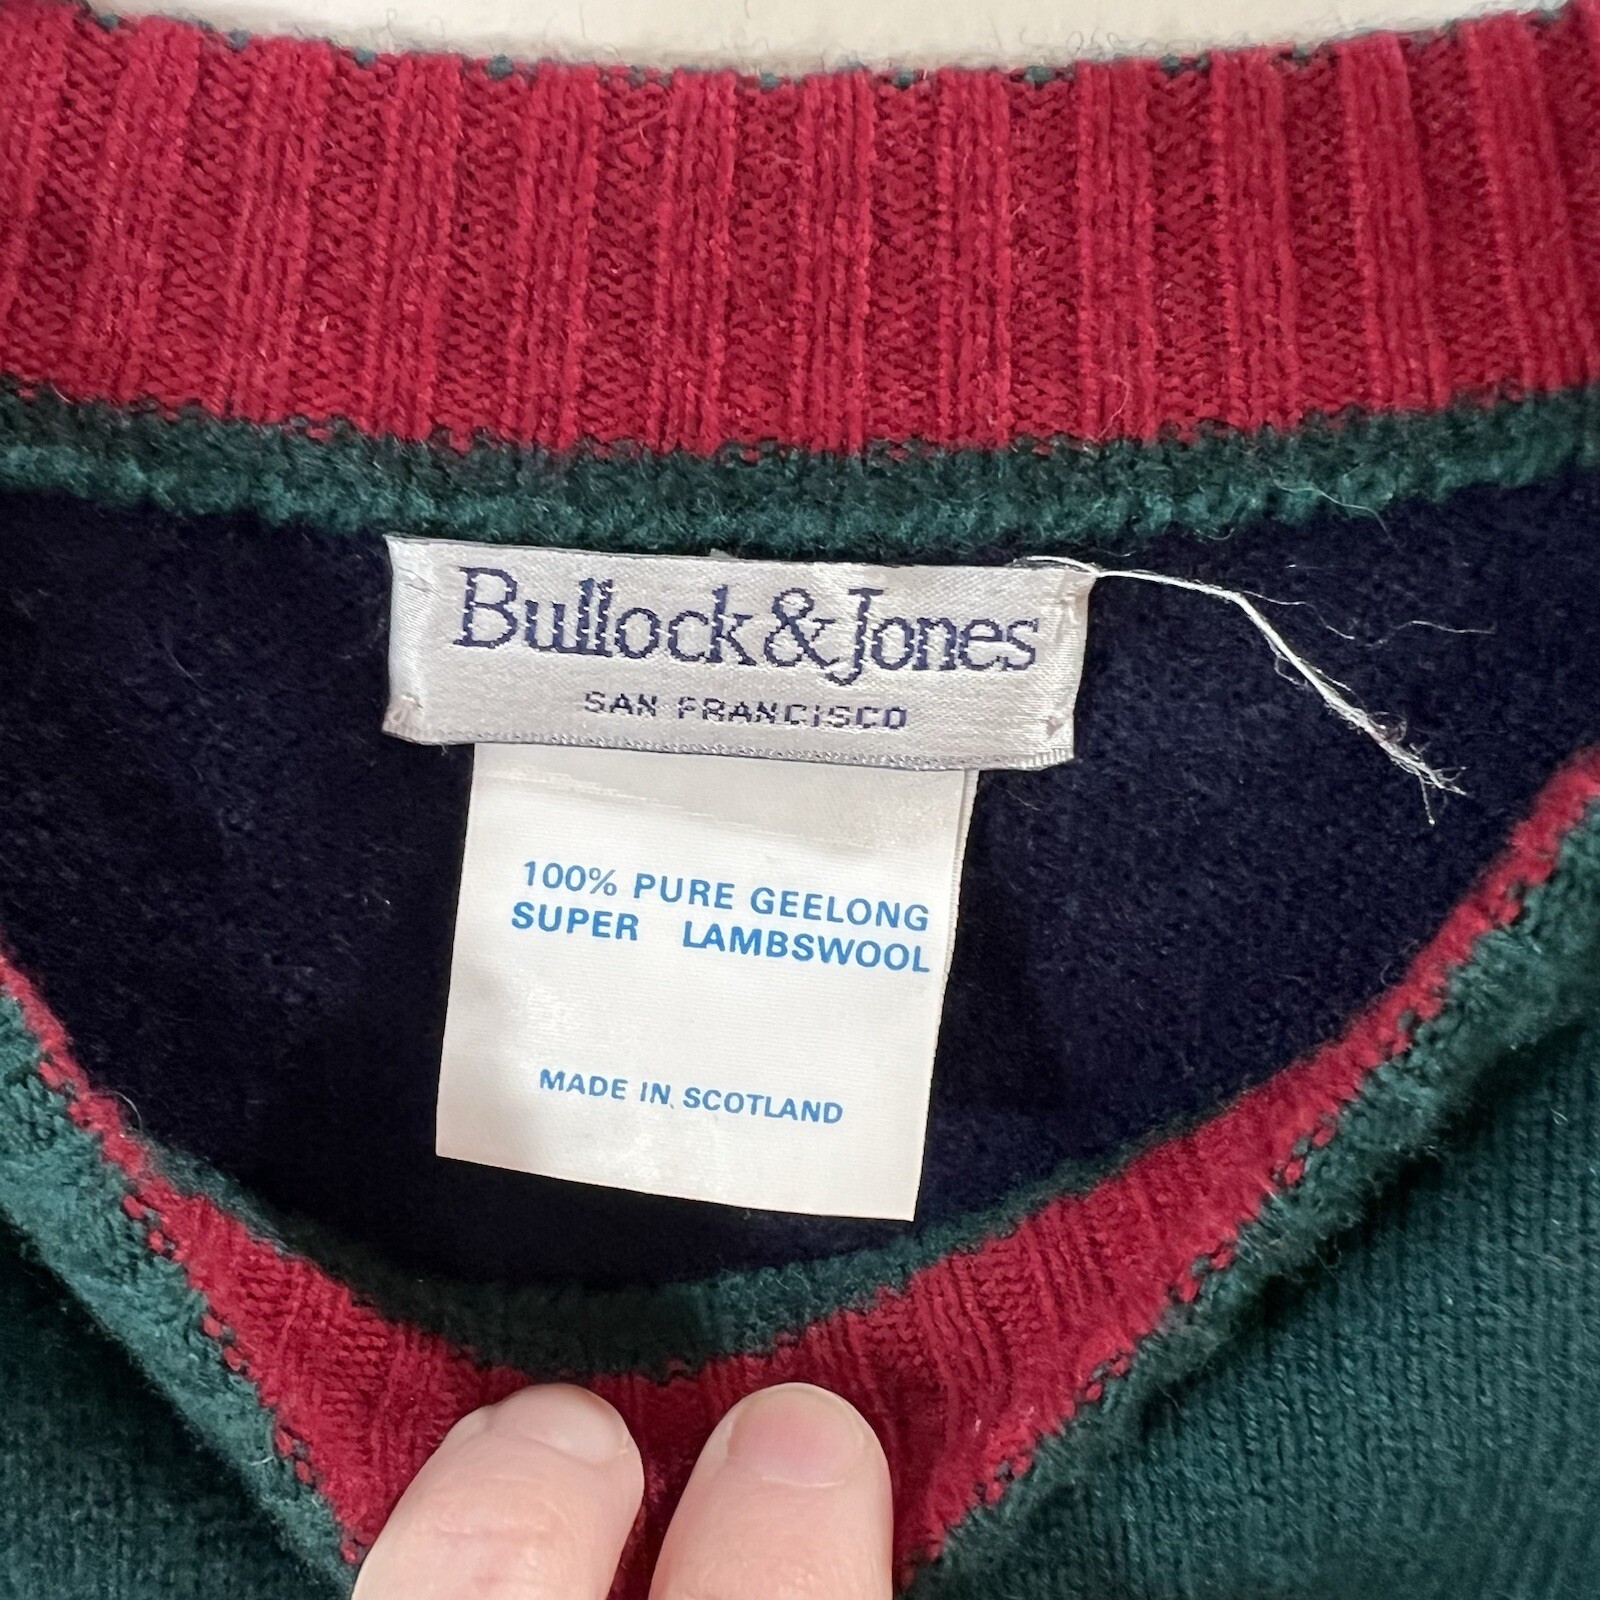 Bullock & Jones
SAN FRANCISCO
100% PURE GEELONG
SUPER LAMBSWOOL
MADE IN SCOTLAND